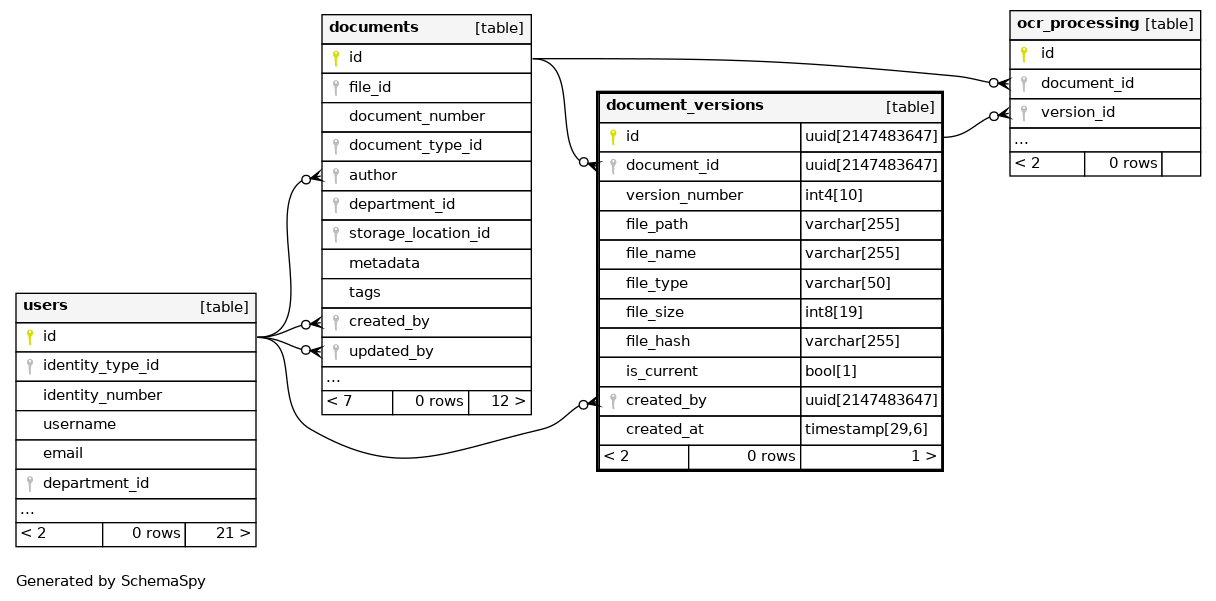 documents [table]
id
file_id
document_number
document_type_id
author
department_id
storage_location_id
metadata
tags
created_by
updated_by
...
< 7 0 rows 12 >
ocr_processing [table]
id
document_id
version_id
...
< 2 0 rows
document_versions [table]
id uuid[2147483647]
document_id uuid[2147483647]
version_number int4[10]
file_path varchar[255]
file_name varchar[255]
file_type varchar[50]
file_size int8[19]
file_hash varchar[255]
is_current bool[1]
created_by uuid[2147483647]
created_at timestamp[29,6]
< 2 0 rows 1 >
users [table]
id
identity_type_id
identity_number
username
email
department_id
...
< 2 0 rows 21 >
Generated by SchemaSpy